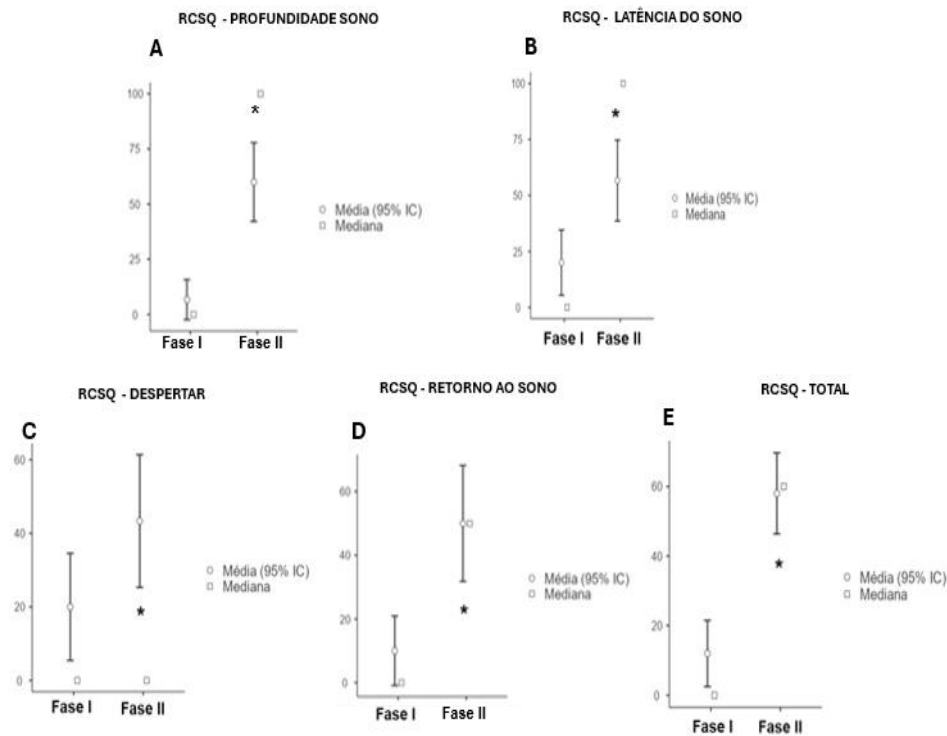 RCSQ - PROFUNDIDADE SONO
A
100
75
50
25
0
*
Fase I Fase II
Média (95% IC)
Mediana
RCSQ - LATÊNCIA DO SONO
B
100
75
50
25
0
*
Fase I Fase II
Média (95% IC)
Mediana
RCSQ - DESPERTAR
C
60
40
20
0
*
Fase I Fase II
Média (95% IC)
Mediana
RCSQ - RETORNO AO SONO
D
60
40
20
0
*
Fase I Fase II
Média (95% IC)
Mediana
RCSQ - TOTAL
E
60
40
20
0
*
Fase I Fase II
Média (95% IC)
Mediana